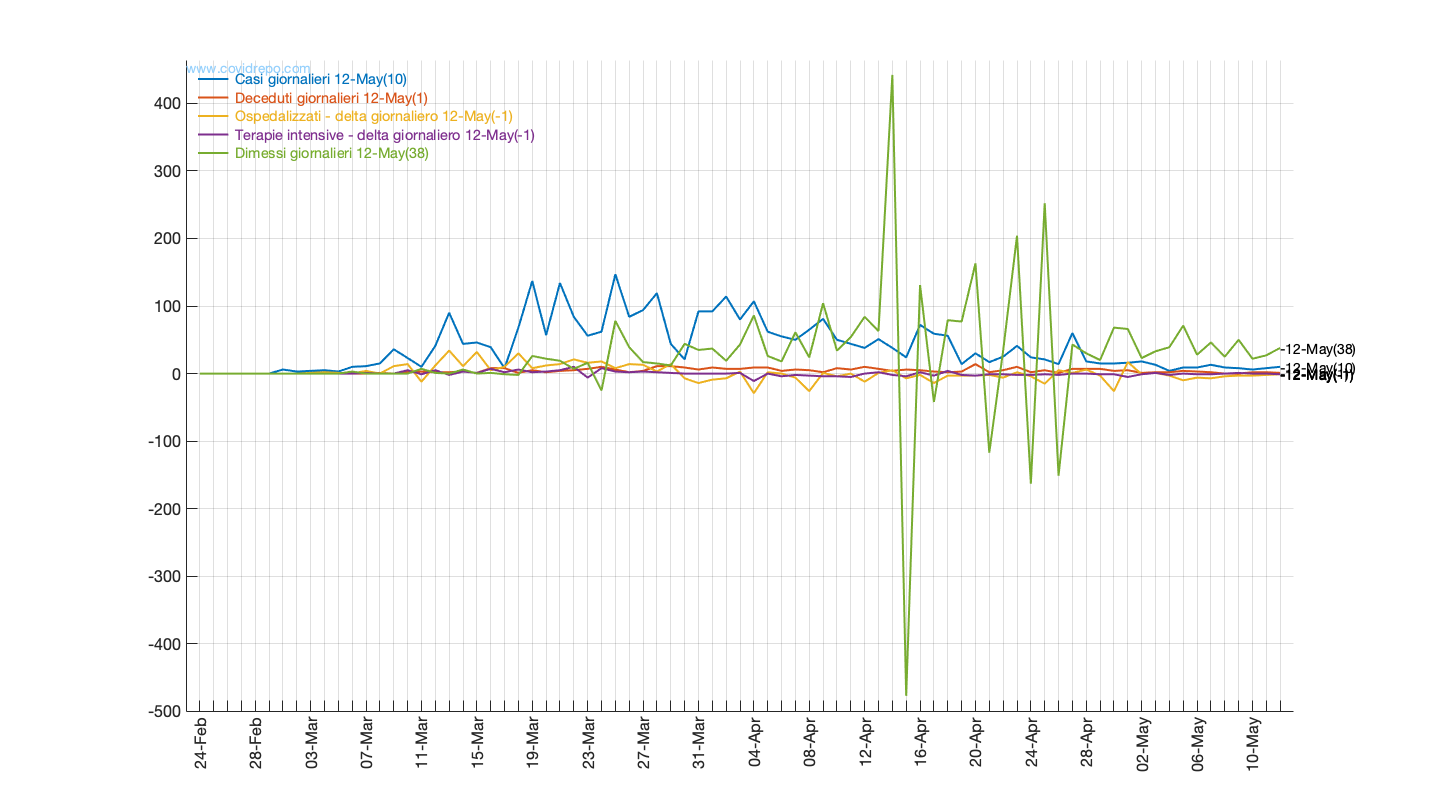 www.covidrepo.com
Casi giornalieri 12-May(10)
Deceduti giornalieri 12-May(1)
Ospedalizzati - delta giornaliero 12-May(-1)
Terapie intensive - delta giornaliero 12-May(-1)
Dimessi giornalieri 12-May(38)
400
300
200
100
0
-100
-200
-300
-400
-500
-12-May(38)
-12-May(10)
-12-May(-1)
24-Feb
28-Feb
03-Mar
07-Mar
11-Mar
15-Mar
19-Mar
23-Mar
27-Mar
31-Mar
04-Apr
08-Apr
12-Apr
16-Apr
20-Apr
24-Apr
28-Apr
02-May
06-May
10-May